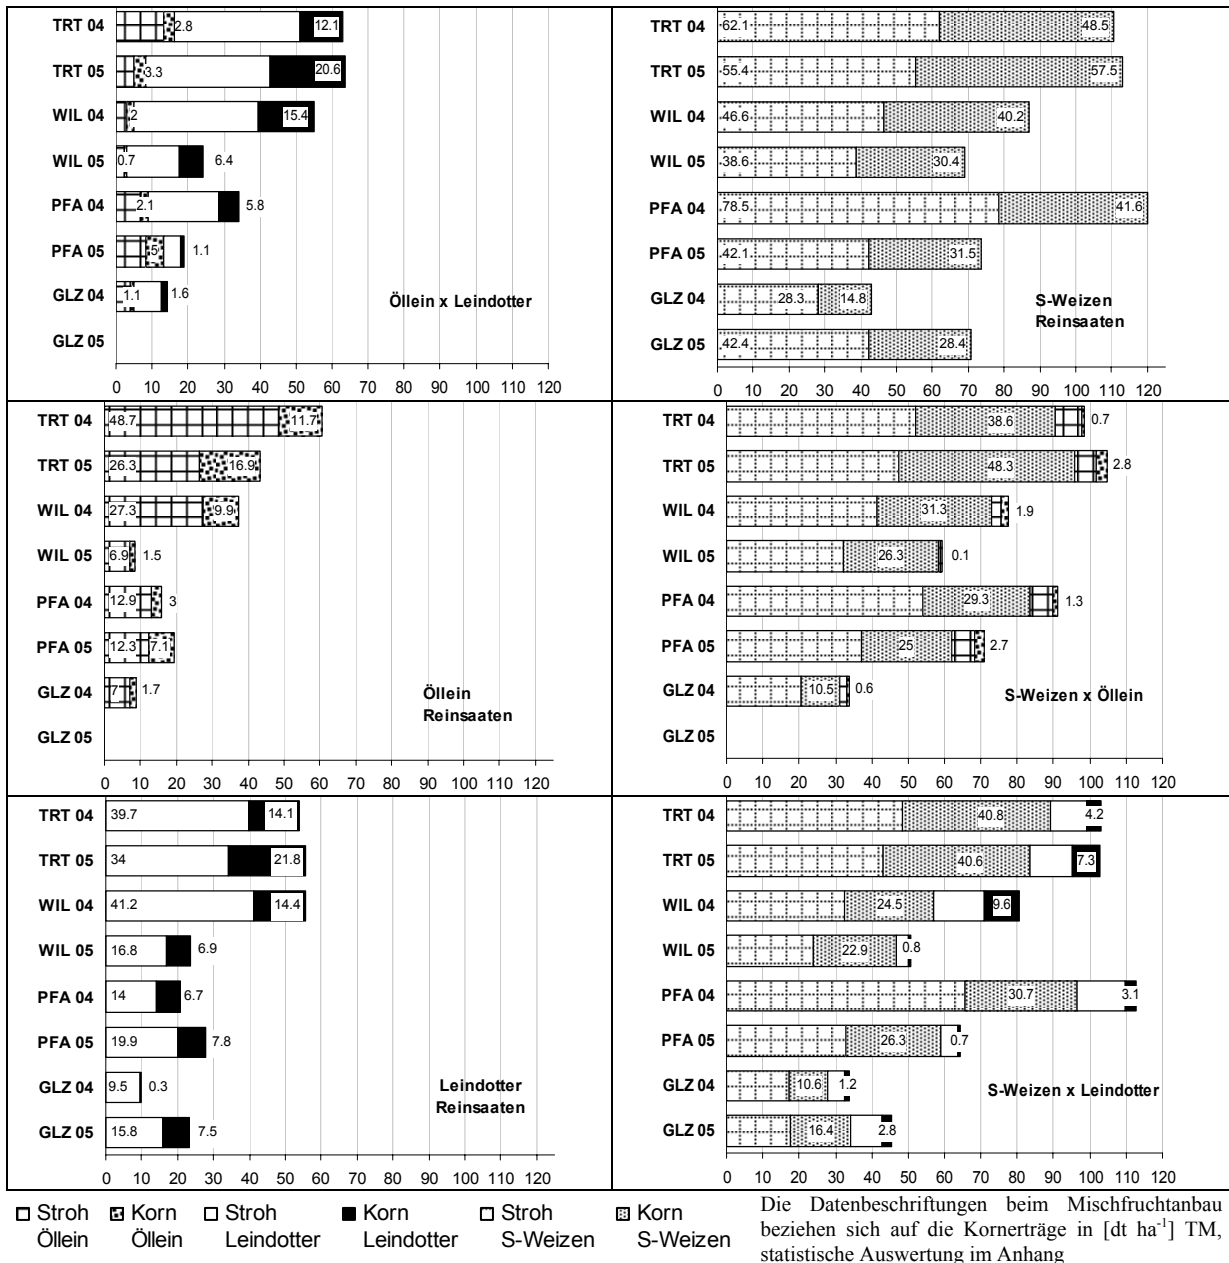 TRT 04 2.8 12.1
TRT 05 3.3 20.6
WIL 04 2 15.4
WIL 05 0.7 6.4
PFA 04 2.1 5.8
PFA 05 5 1.1
GLZ 04 1.1 1.6
GLZ 05
Öllein x Leindotter
0 10 20 30 40 50 60 70 80 90 100 110 120
TRT 04 62.1 48.5
TRT 05 55.4 57.5
WIL 04 46.6 40.2
WIL 05 38.6 30.4
PFA 04 78.5 41.6
PFA 05 42.1 31.5
GLZ 04 28.3 14.8
GLZ 05 42.4 28.4
S-Weizen
Reinsaaten
0 10 20 30 40 50 60 70 80 90 100 110 120
TRT 04 48.7 11.7
TRT 05 26.3 16.9
WIL 04 27.3 9.9
WIL 05 6.9 1.5
PFA 04 12.9 3
PFA 05 12.3 7.1
GLZ 04 7 1.7
GLZ 05
Öllein
Reinsaaten
0 10 20 30 40 50 60 70 80 90 100 110 120
TRT 04 38.6 0.7
TRT 05 48.3 2.8
WIL 04 31.3 1.9
WIL 05 26.3 0.1
PFA 04 29.3 1.3
PFA 05 25 2.7
GLZ 04 10.5 0.6
GLZ 05
S-Weizen x Öllein
0 10 20 30 40 50 60 70 80 90 100 110 120
TRT 04 39.7 14.1
TRT 05 34 21.8
WIL 04 41.2 14.4
WIL 05 16.8 6.9
PFA 04 14 6.7
PFA 05 19.9 7.8
GLZ 04 9.5 0.3
GLZ 05 15.8 7.5
Leindotter
Reinsaaten
0 10 20 30 40 50 60 70 80 90 100 110 120
TRT 04 40.8 4.2
TRT 05 40.6 7.3
WIL 04 24.5 9.6
WIL 05 22.9 0.8
PFA 04 30.7 3.1
PFA 05 26.3 0.7
GLZ 04 10.6 1.2
GLZ 05 16.4 2.8
S-Weizen x Leindotter
0 10 20 30 40 50 60 70 80 90 100 110 120
Stroh Korn Stroh Korn Stroh Korn
Öllein Öllein Leindotter Leindotter S-Weizen S-Weizen
Die Datenbeschriftungen beim Mischfruchtanbau
beziehen sich auf die Kornerträge in [dt ha⁻¹] TM,
statistische Auswertung im Anhang